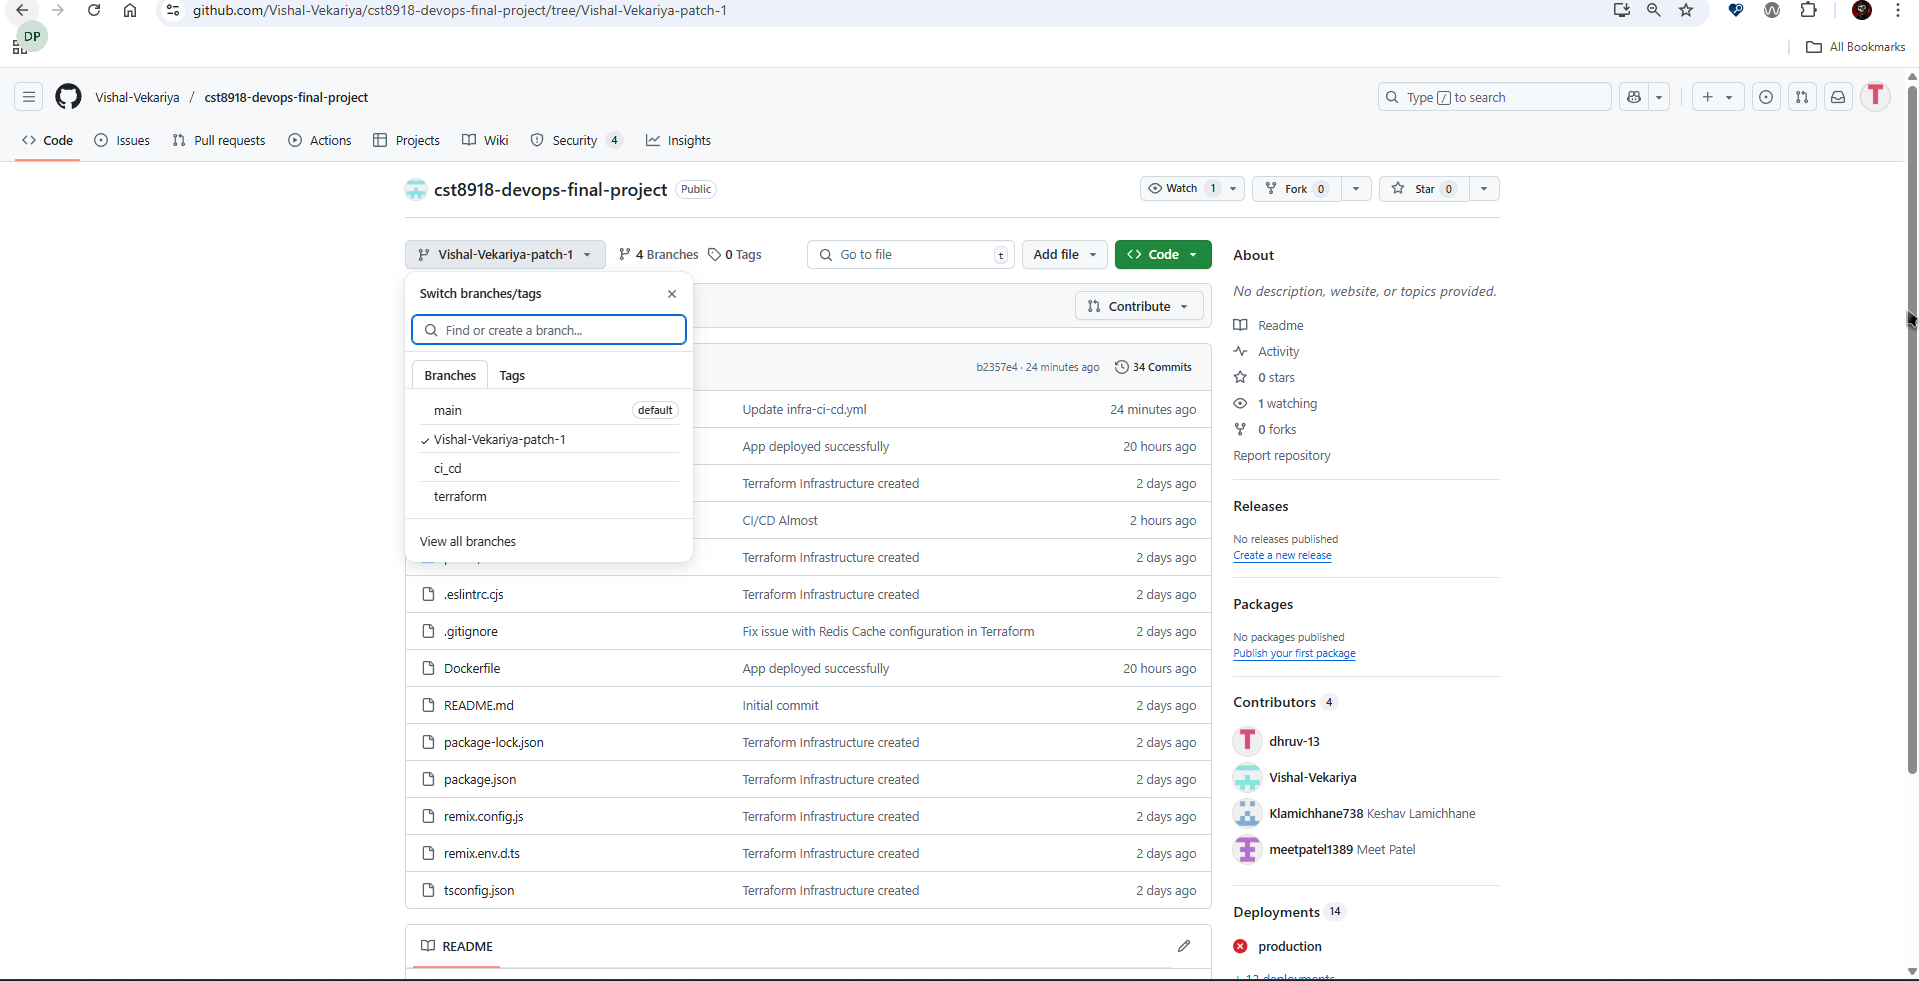 github.com/Vishal-Vekariya/cst8918-devops-final-project/tree/Vishal-Vekariya-patch-1
DP
All Bookmarks
Vishal-Vekariya / cst8918-devops-final-project
Type / to search
Code
Issues
Pull requests
Actions
Projects
Wiki
Security 4
Insights
cst8918-devops-final-project Public
Watch 1
Fork 0
Star 0
Vishal-Vekariya-patch-1
4 Branches
0 Tags
Go to file t
Add file
Code
Switch branches/tags
Find or create a branch...
Branches
Tags
main default
Vishal-Vekariya-patch-1
ci_cd
terraform
View all branches
Contribute
b2357e4 · 24 minutes ago
34 Commits
Update infra-ci-cd.yml 24 minutes ago
App deployed successfully 20 hours ago
Terraform Infrastructure created 2 days ago
CI/CD Almost 2 hours ago
Terraform Infrastructure created 2 days ago
.eslintrc.cjs Terraform Infrastructure created 2 days ago
.gitignore Fix issue with Redis Cache configuration in Terraform 2 days ago
Dockerfile App deployed successfully 20 hours ago
README.md Initial commit 2 days ago
package-lock.json Terraform Infrastructure created 2 days ago
package.json Terraform Infrastructure created 2 days ago
remix.config.js Terraform Infrastructure created 2 days ago
remix.env.d.ts Terraform Infrastructure created 2 days ago
tsconfig.json Terraform Infrastructure created 2 days ago
README
About
No description, website, or topics provided.
Readme
Activity
0 stars
1 watching
0 forks
Report repository
Releases
No releases published
Create a new release
Packages
No packages published
Publish your first package
Contributors 4
dhruv-13
Vishal-Vekariya
Klamichhane738 Keshav Lamichhane
meetpatel1389 Meet Patel
Deployments 14
production
+ 13 deployments